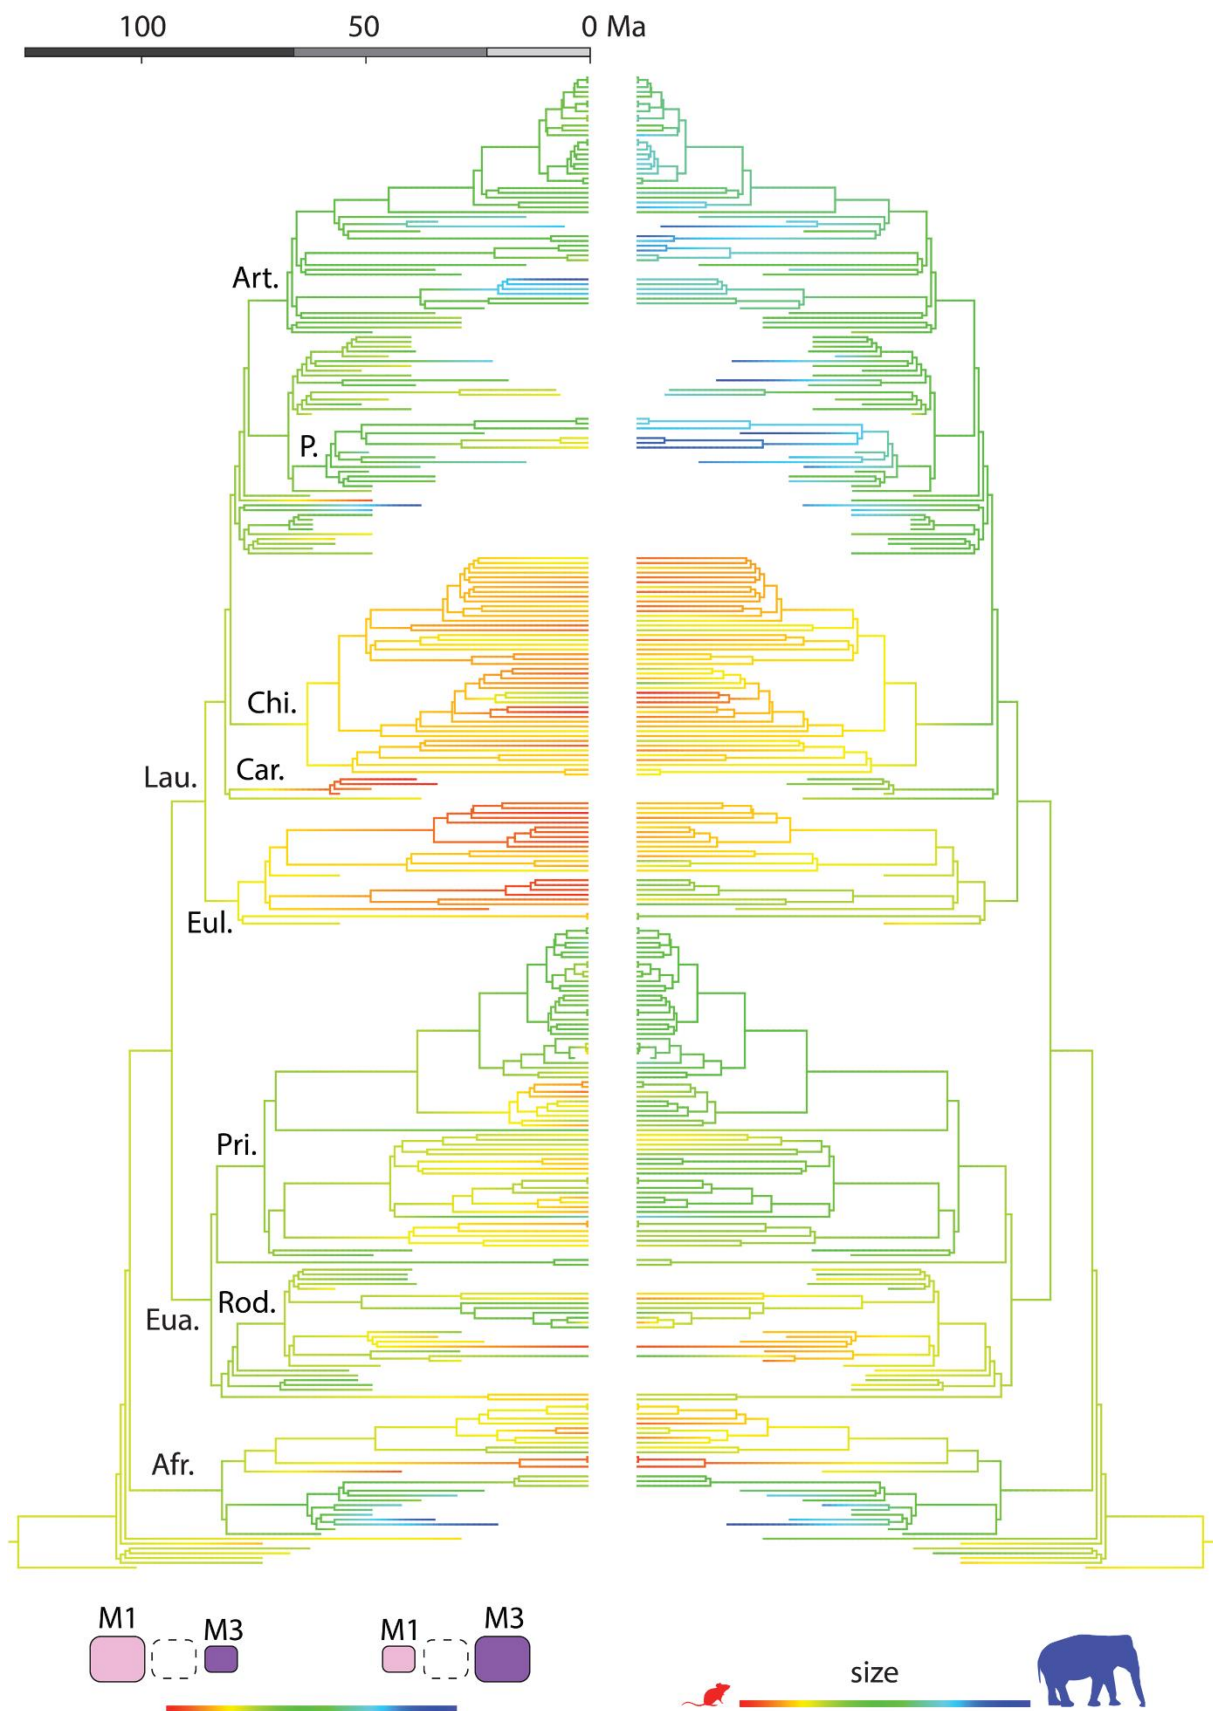 100 50 0 Ma
Art.
P.
Chi.
Car.
Lau.
Eul.
Pri.
Rod.
Eua.
Afr.
M1 M3 M1 M3
size